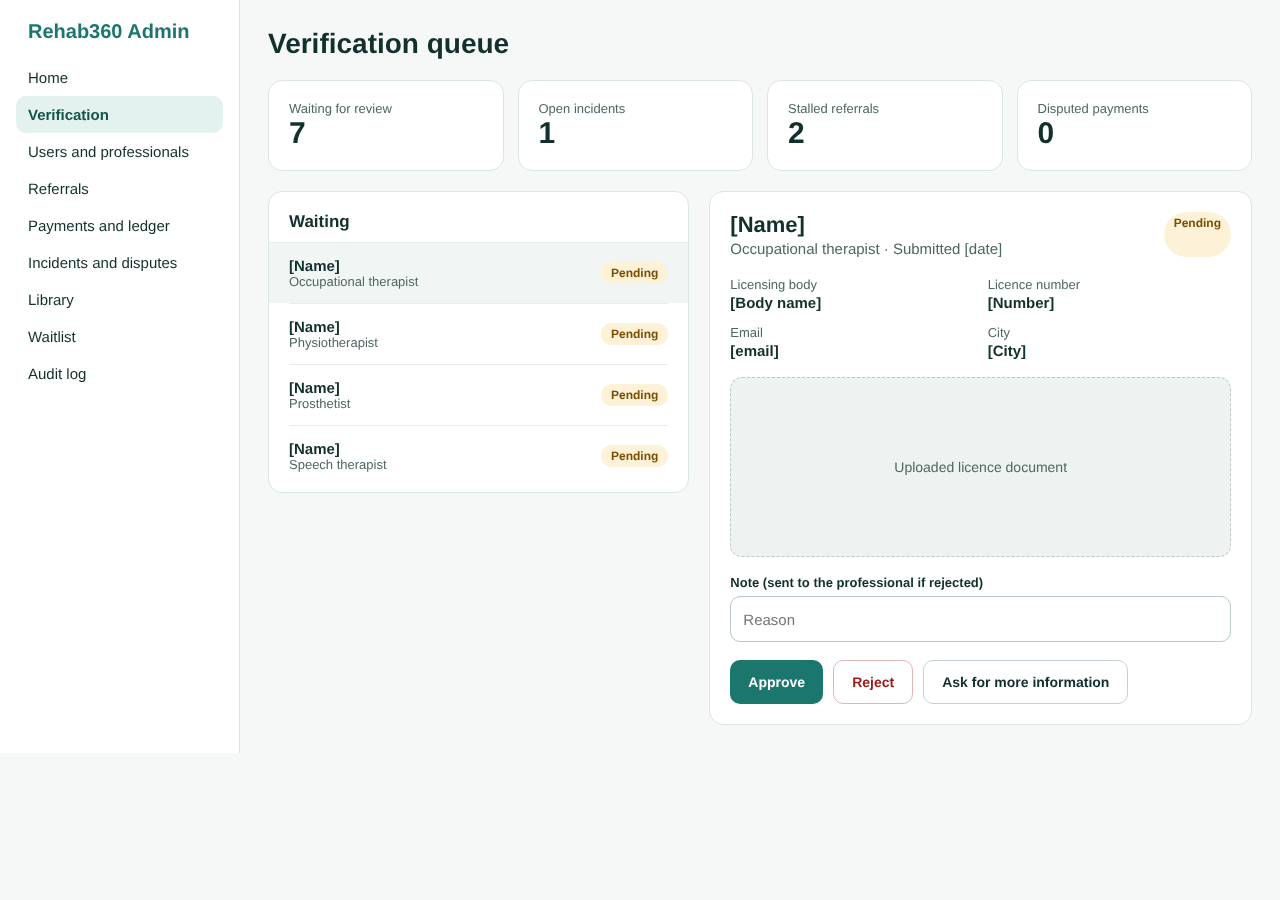 Rehab360 Admin
Home
Verification
Users and professionals
Referrals
Payments and ledger
Incidents and disputes
Library
Waitlist
Audit log
Verification queue
Waiting for review
7
Open incidents
1
Stalled referrals
2
Disputed payments
0
Waiting
[Name]
Occupational therapist
Pending
[Name]
Physiotherapist
Pending
[Name]
Prosthetist
Pending
[Name]
Speech therapist
Pending
[Name]
Occupational therapist · Submitted [date]
Pending
Licensing body
[Body name]
Licence number
[Number]
Email
[email]
City
[City]
Uploaded licence document
Note (sent to the professional if rejected)
Reason
Approve
Reject
Ask for more information